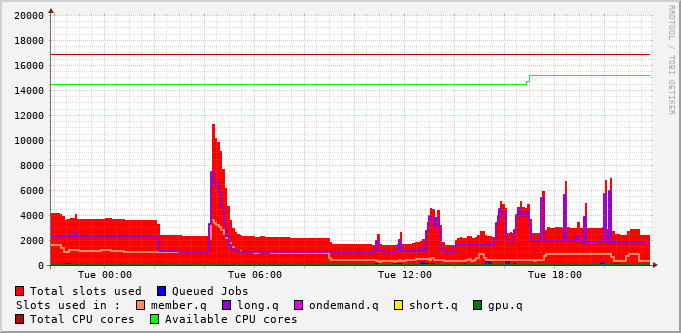 20000
18000
16000
14000
12000
10000
8000
6000
4000
2000
0
Tue 00:00 Tue 06:00 Tue 12:00 Tue 18:00
RRDTOOL / TOBI OETIKER
Total slots used Queued Jobs
Slots used in : member.q long.q ondemand.q short.q gpu.q
Total CPU cores Available CPU cores